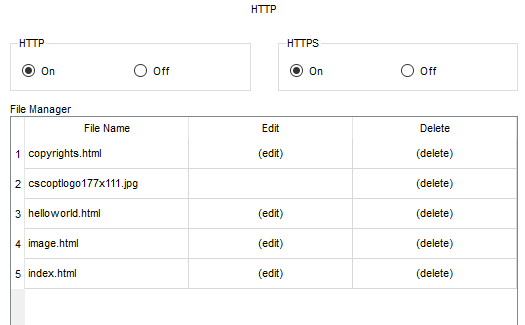 HTTP
HTTP HTTPS
On Off On Off
File Manager
File Name Edit Delete
1 copyrights.html (edit) (delete)
2 cscoptlogo177x111.jpg (delete)
3 helloworld.html (edit) (delete)
4 image.html (edit) (delete)
5 index.html (edit) (delete)